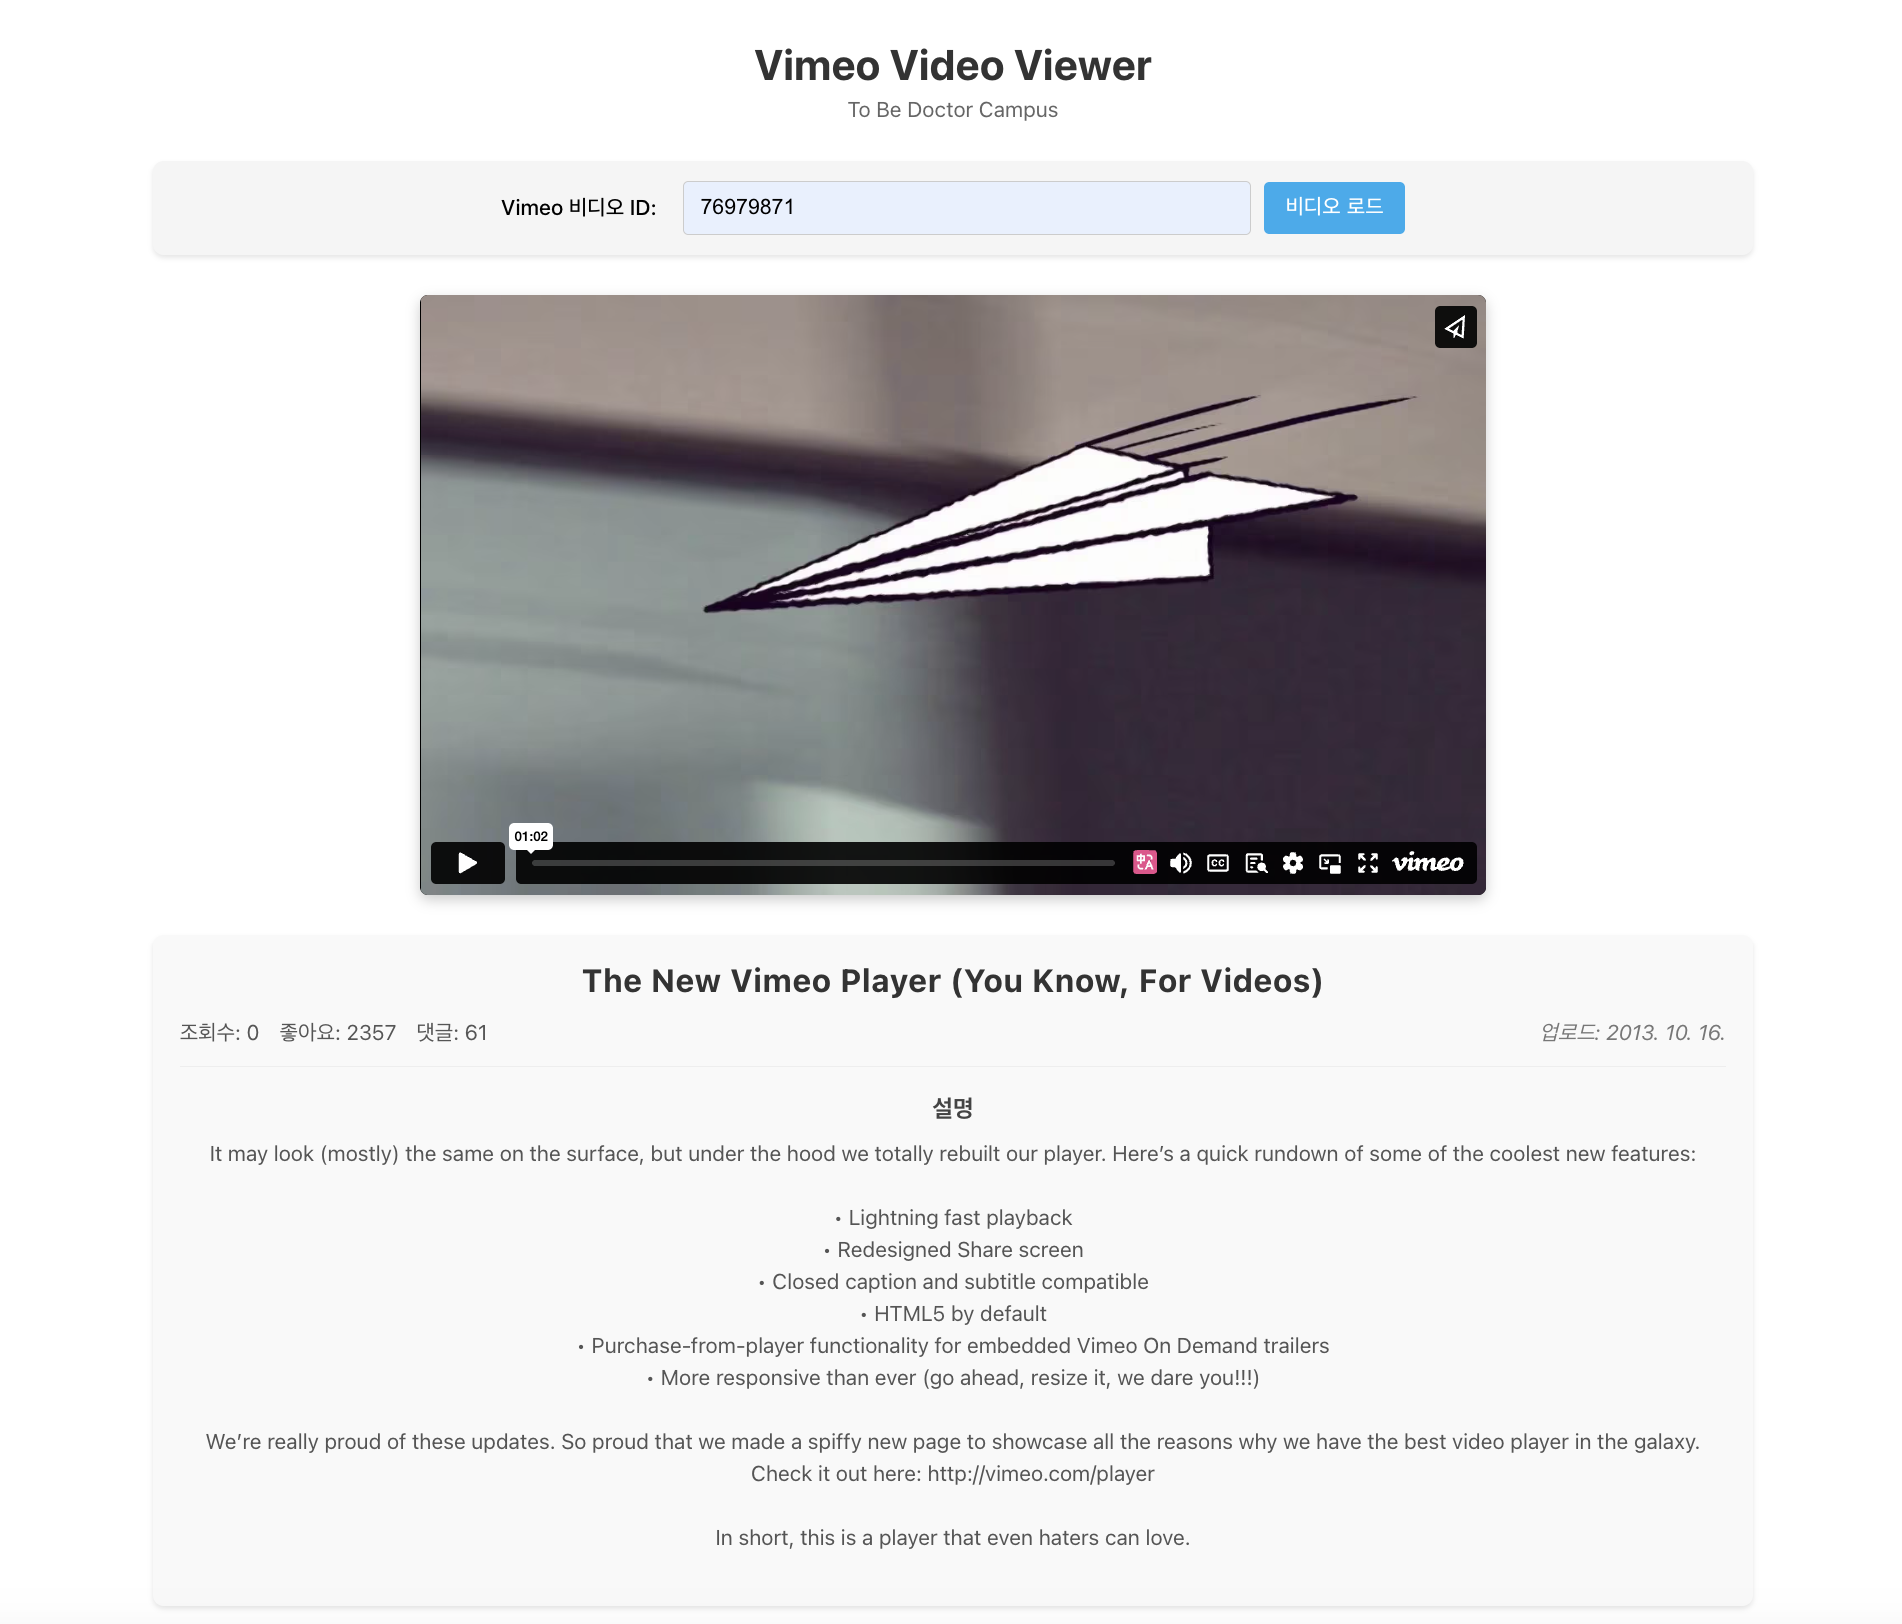 Vimeo Video Viewer
To Be Doctor Campus
Vimeo 비디오 ID:
76979871
비디오 로드
01:02
中 A
CC
vimeo
The New Vimeo Player (You Know, For Videos)
조회수: 0 좋아요: 2357 댓글: 61
업로드: 2013. 10. 16.
설명
It may look (mostly) the same on the surface, but under the hood we totally rebuilt our player. Here’s a quick rundown of some of the coolest new features:
• Lightning fast playback
• Redesigned Share screen
• Closed caption and subtitle compatible
• HTML5 by default
• Purchase-from-player functionality for embedded Vimeo On Demand trailers
• More responsive than ever (go ahead, resize it, we dare you!!!)
We’re really proud of these updates. So proud that we made a spiffy new page to showcase all the reasons why we have the best video player in the galaxy.
Check it out here: http://vimeo.com/player
In short, this is a player that even haters can love.